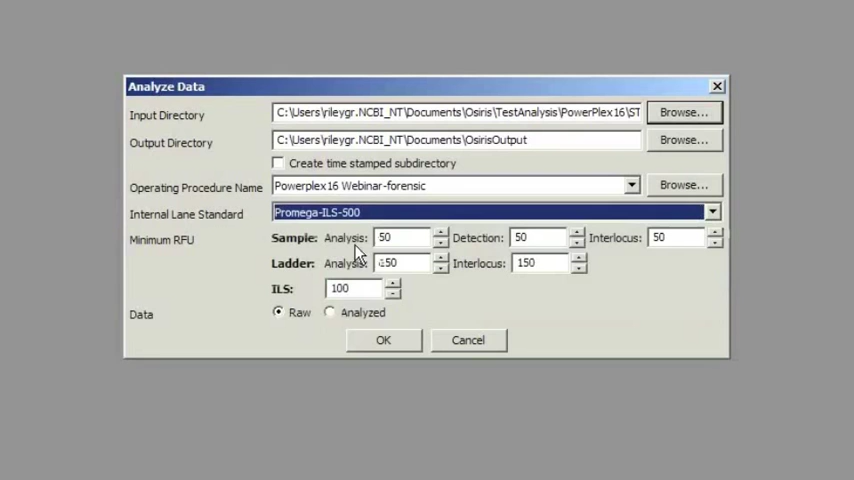 Analyze Data
Input Directory C:\Users\rileygr.NCBI_NT\Documents\Osiris\TestAnalysis\PowerPlex16\ST Browse...
Output Directory C:\Users\rileygr.NCBI_NT\Documents\OsirisOutput Browse...
Create time stamped subdirectory
Operating Procedure Name Powerplex16 Webinar-forensic Browse...
Internal Lane Standard Promega-ILS-500
Minimum RFU Sample: Analysis: 50 Detection: 50 Interlocus: 50
Ladder: Analysis: 150 Interlocus: 150
ILS: 100
Data Raw Analyzed
OK Cancel